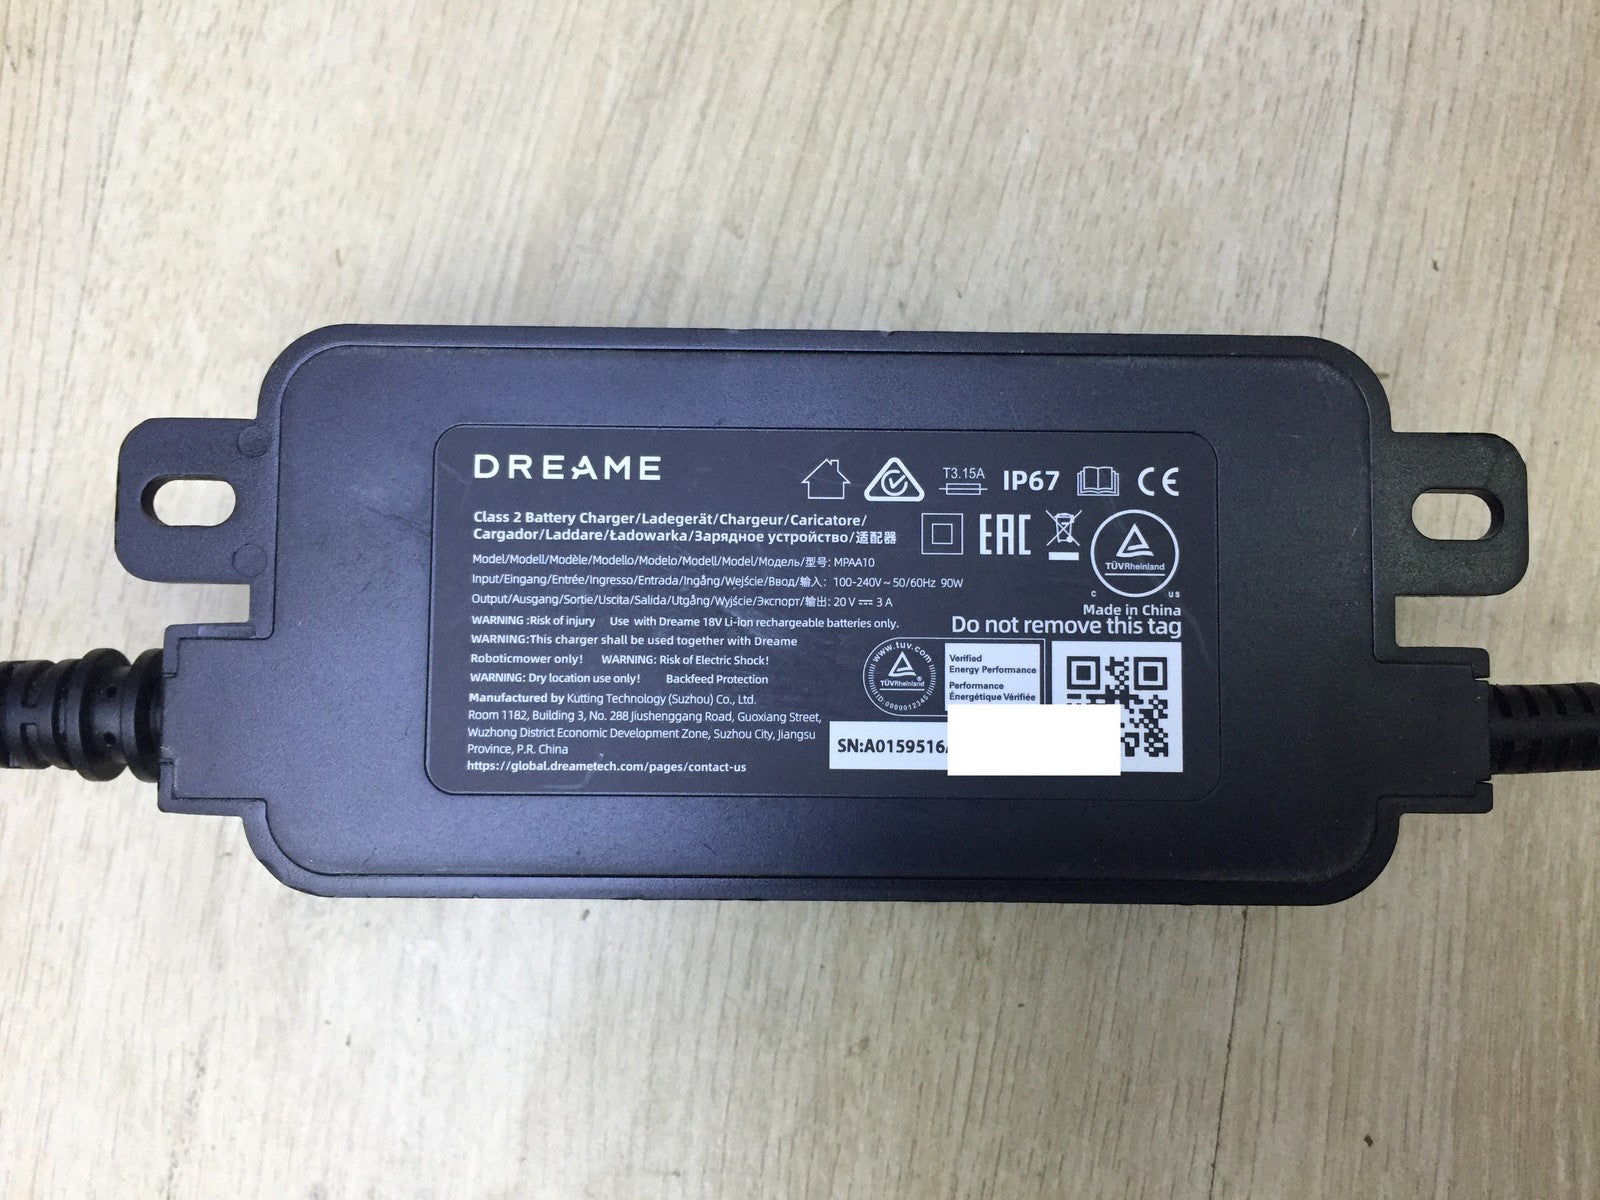 DREAME
T3.15A
IP67
CE
Class 2 Battery Charger/Ladegerät/Chargeur/Caricatore/
Cargador/Laddare/Ładowarka/Зарядное устройство/适配器
EAC
Model/Modell/Modèle/Modello/Modelo/Modell/Model/Модель/型号: MPAA10
Input/Eingang/Entrée/Ingresso/Entrada/Ingång/Wejście/Ввод/输入: 100-240V~50/60Hz 90W
Output/Ausgang/Sortie/Uscita/Salida/Utgång/Wyjście/Экспорт/输出: 20 V⎓ 3 A
TÜVRheinland
C US
Made in China
Do not remove this tag
WARNING :Risk of injury Use with Dreame 18V Li-ion rechargeable batteries only.
WARNING:This charger shall be used together with Dreame
Roboticmower only! WARNING: Risk of Electric Shock!
WARNING: Dry location use only! Backfeed Protection
Manufactured by Kutting Technology (Suzhou) Co., Ltd.
Room 1182, Building 3, No. 288 Jiushenggang Road, Guoxiang Street,
Wuzhong District Economic Development Zone, Suzhou City, Jiangsu
Province, P.R. China
https://global.dreametech.com/pages/contact-us
www.tuv.com
TÜVRheinland®
ID:0000012345
Verified
Energy Performance
Performance
Énergétique Vérifiée
SN:A0159516